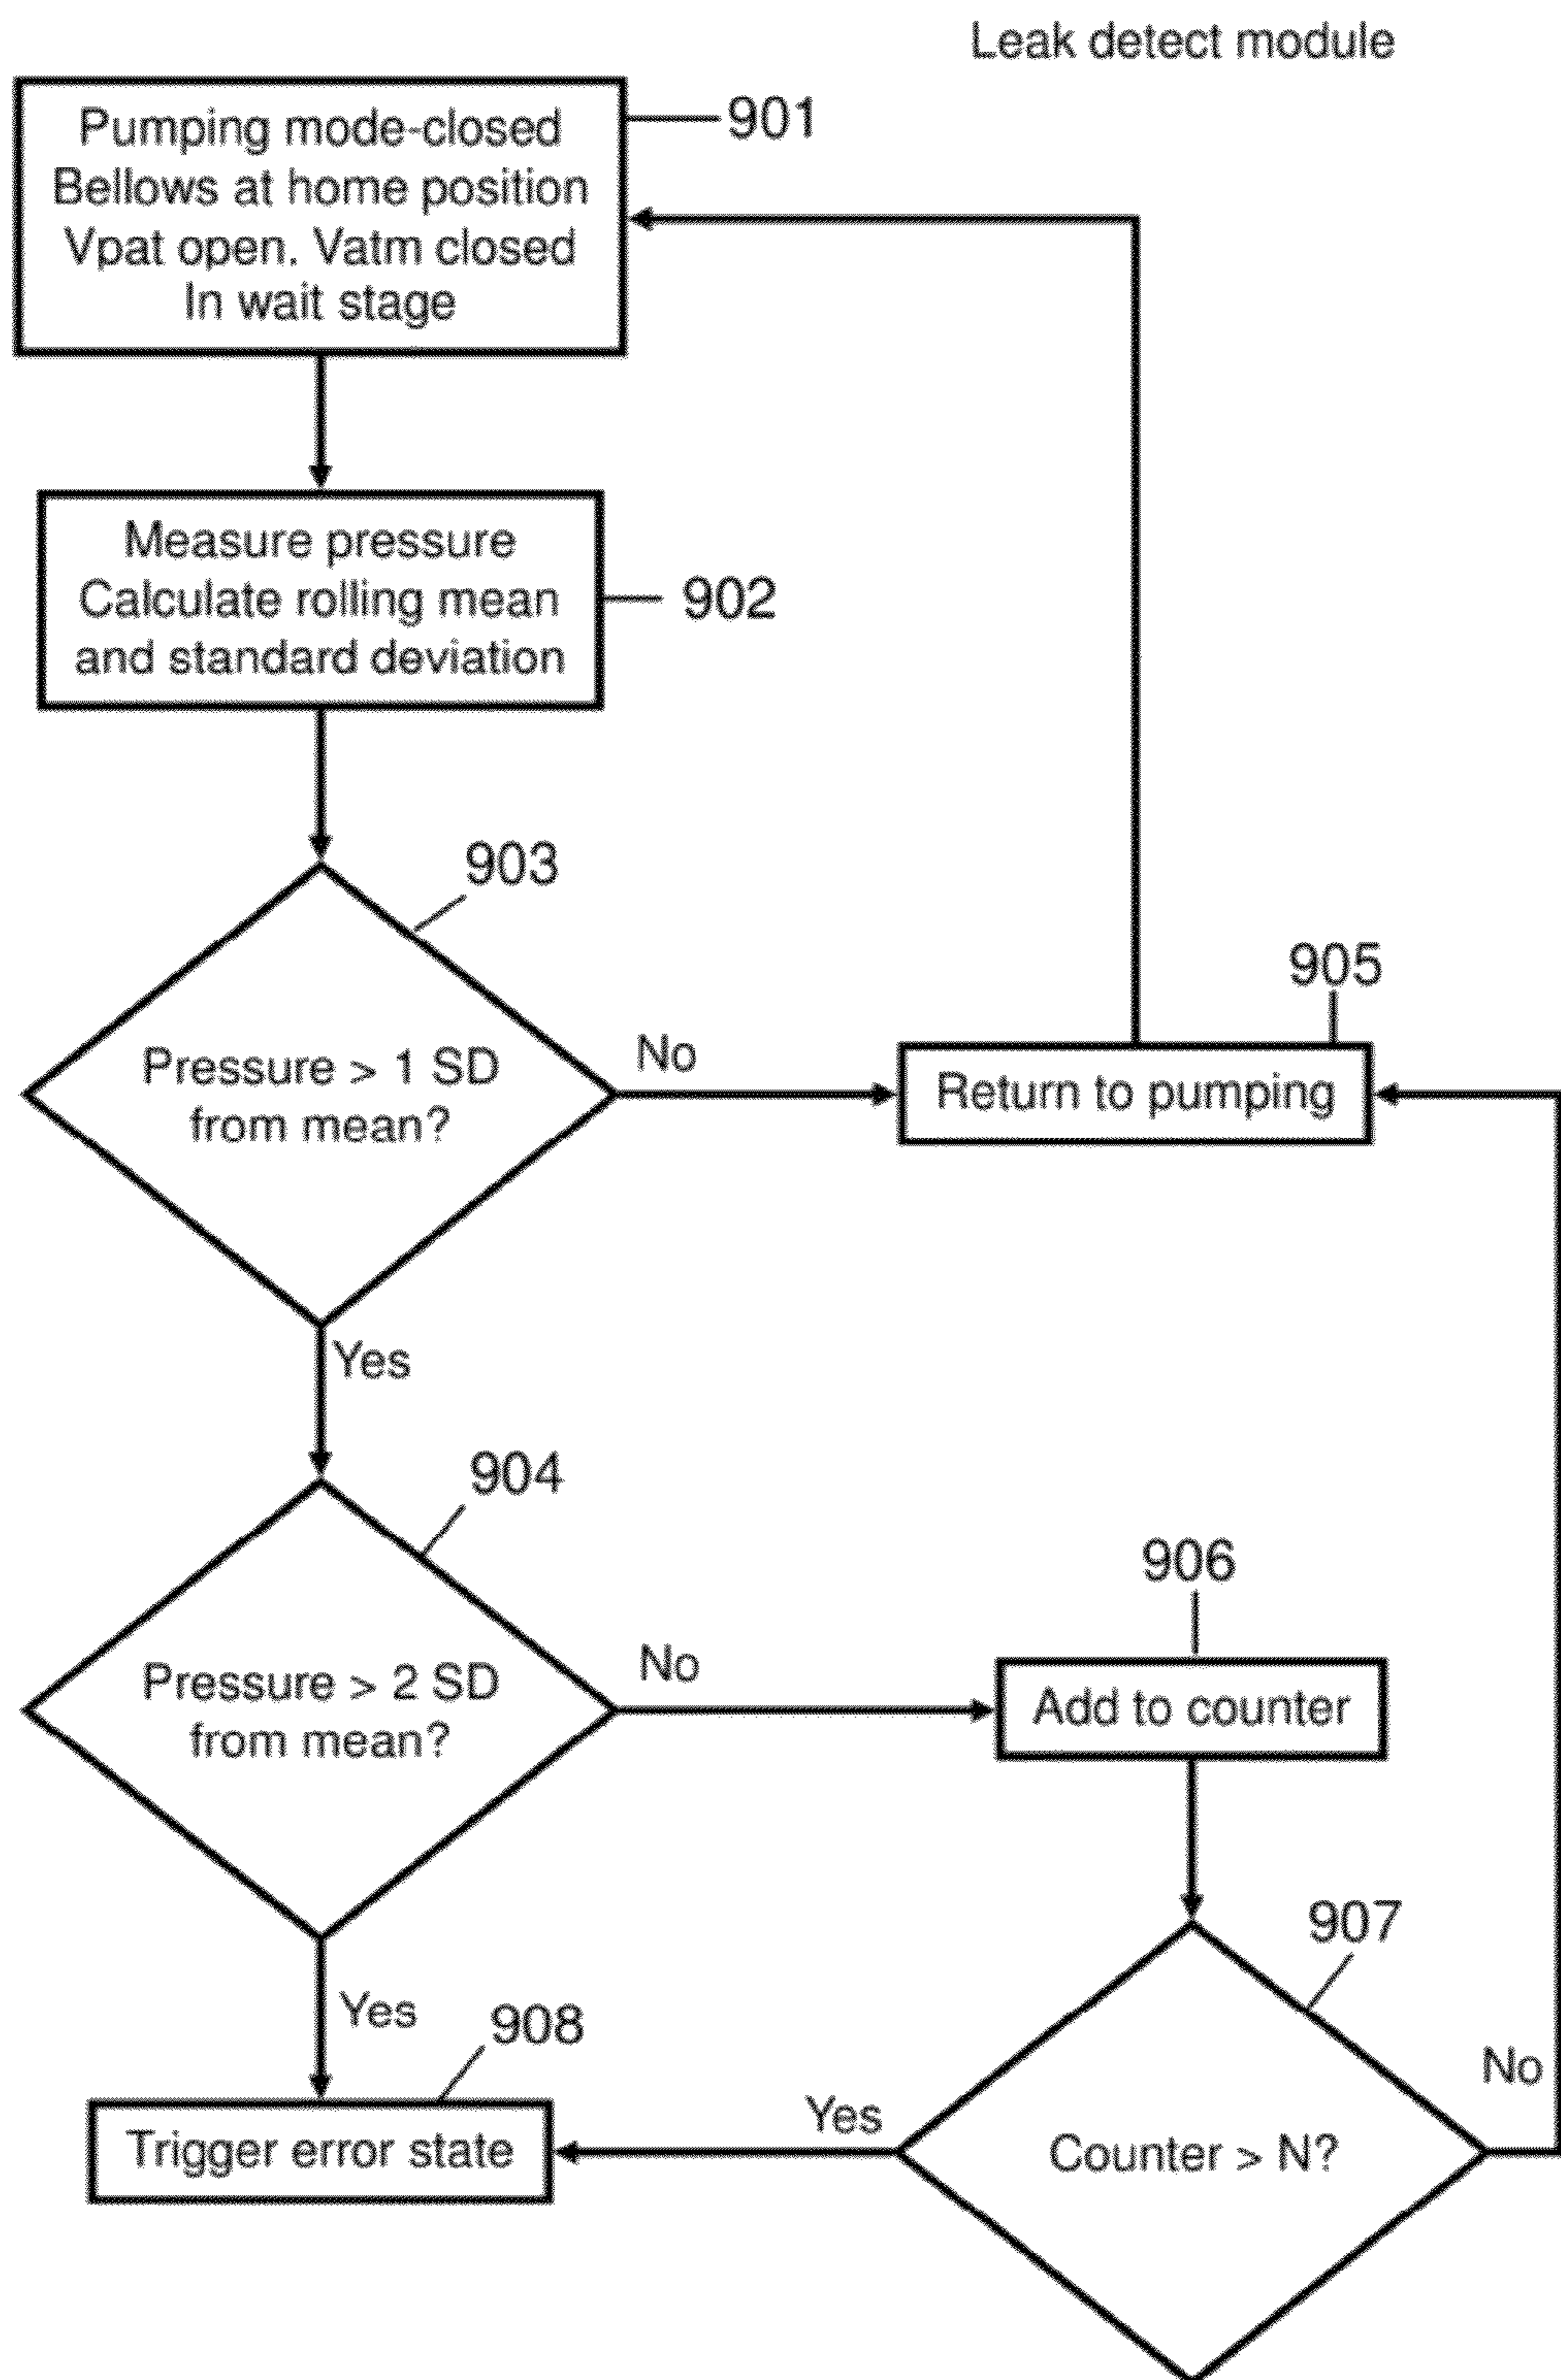 Leak detect module
Pumping mode-closed
Bellows at home position
Vpat open. Vatm closed
In wait stage
901
Measure pressure
Calculate rolling mean
and standard deviation
902
903
Pressure > 1 SD
from mean?
No
905
Return to pumping
Yes
904
Pressure > 2 SD
from mean?
No
906
Add to counter
907
Yes
908
Trigger error state
Yes
Counter > N?
No